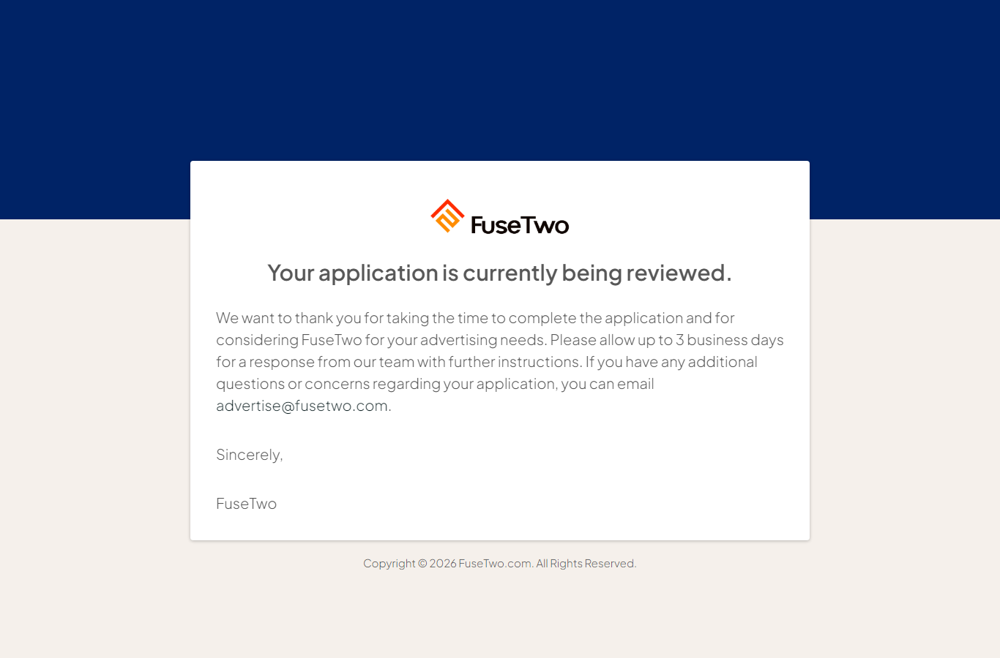 FuseTwo
Your application is currently being reviewed.
We want to thank you for taking the time to complete the application and for
considering FuseTwo for your advertising needs. Please allow up to 3 business days
for a response from our team with further instructions. If you have any additional
questions or concerns regarding your application, you can email
advertise@fusetwo.com.
Sincerely,
FuseTwo
Copyright © 2026 FuseTwo.com. All Rights Reserved.